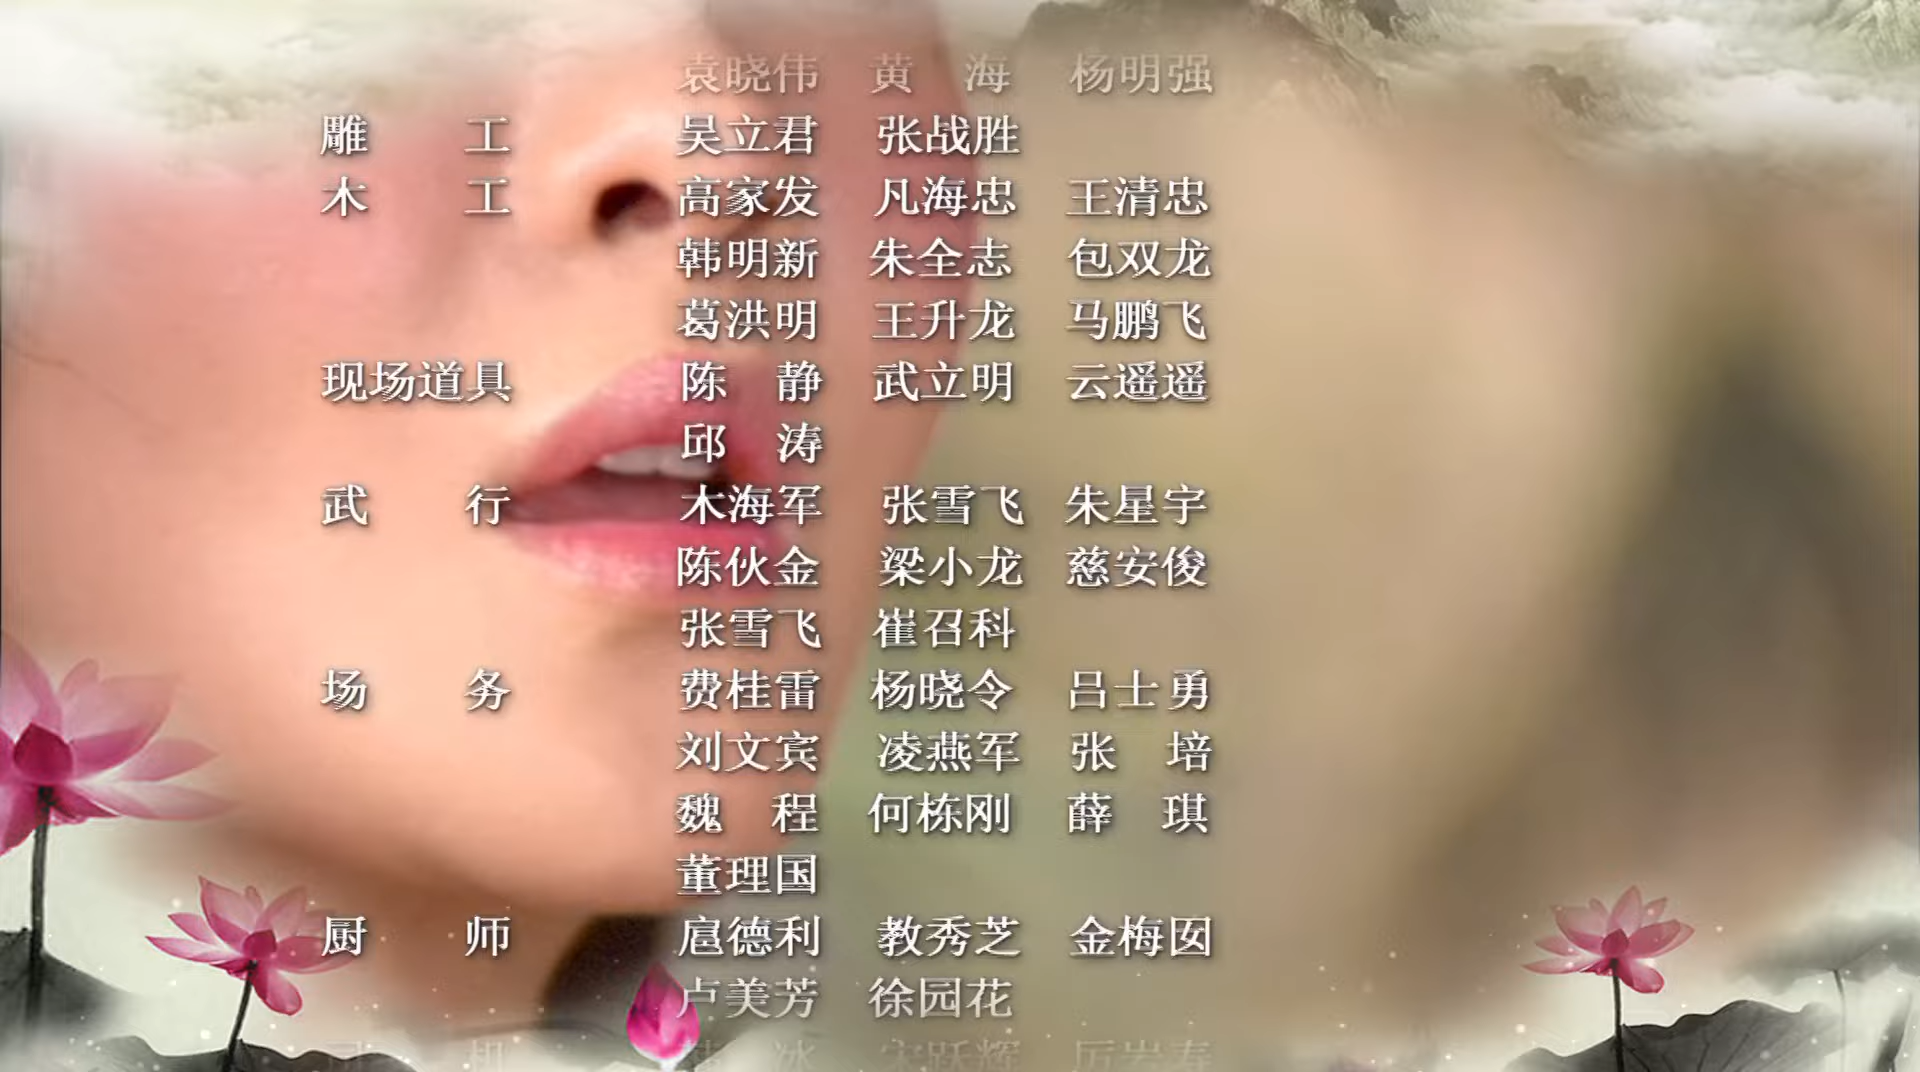 袁晓伟 黄 海 杨明强
雕 工 吴立君 张战胜
木 工 高家发 凡海忠 王清忠
韩明新 朱全志 包双龙
葛洪明 王升龙 马鹏飞
现场道具 陈 静 武立明 云遥遥
邱 涛
武 行 木海军 张雪飞 朱星宇
陈伙金 梁小龙 慈安俊
张雪飞 崔召科
场 务 费桂雷 杨晓令 吕士勇
刘文宾 凌燕军 张 培
魏 程 何栋刚 薛 琪
董理国
厨 师 扈德利 教秀芝 金梅囡
卢美芳 徐园花
司 机 冰 宋跃辉